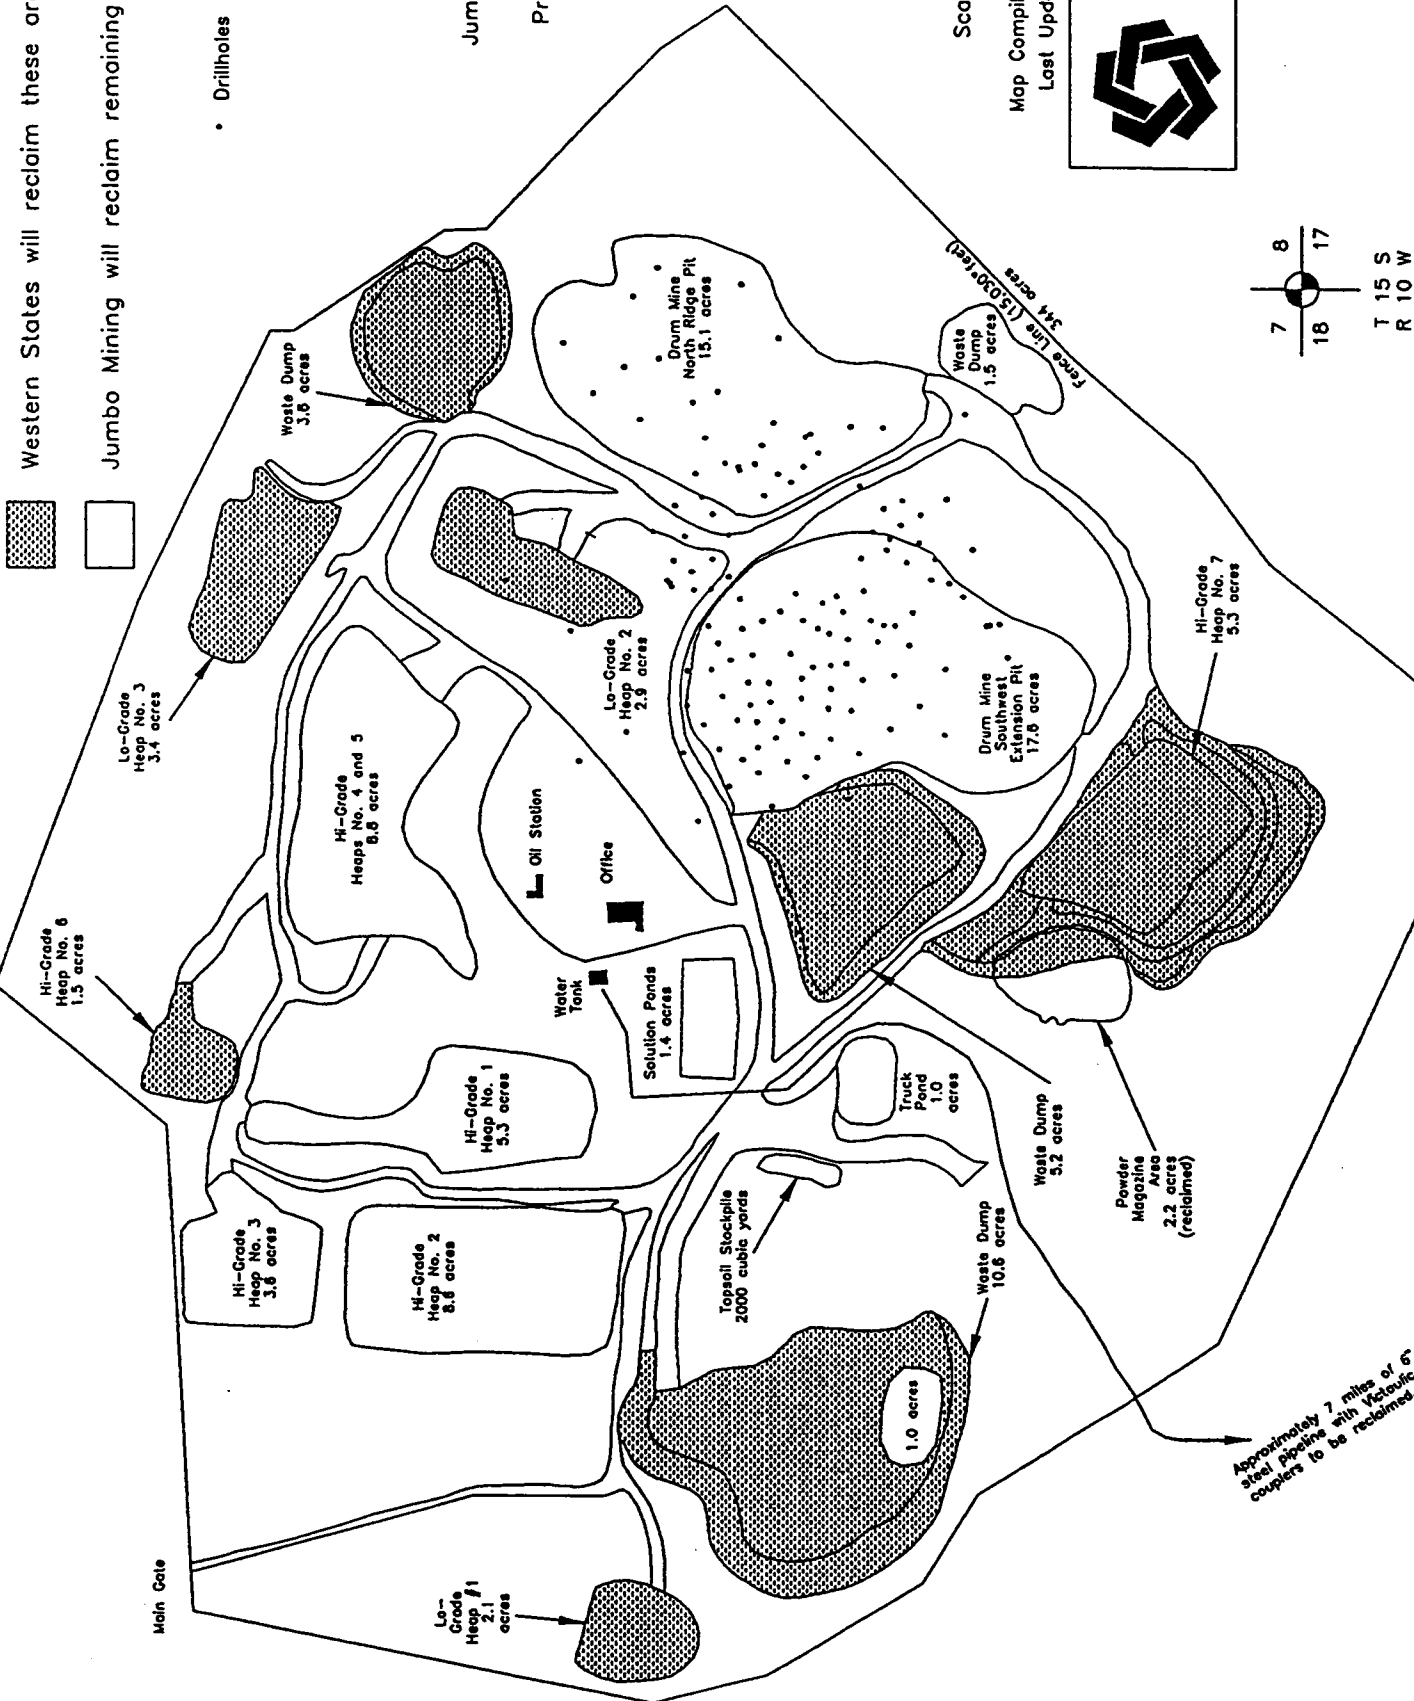 Western States will reclaim these ar
Jumbo Mining will reclaim remaining
• Drillholes
Jum
Pr
Sca
Map Compil
Last Upd
Waste Dump
3.6 acres
Drum Mine
North Ridge Pit
15.1 acres
Waste
Dump
1.5 acres
Fence Line (15,030' feet)
344 acres
7
8
18
17
T 15 S
R 10 W
Lo-Grade
Heap No. 3
3.4 acres
Lo-Grade
Heap No. 2
2.9 acres
Hi-Grade
Heap No. 7
5.3 acres
Drum Mine
Southwest
Extension Pit
17.6 acres
Hi-Grade
Heaps No. 4 and 5
8.8 acres
Oil Station
Office
Hi-Grade
Heap No. 6
1.5 acres
Water
Tank
Solution Ponds
1.4 acres
Hi-Grade
Heap No. 1
5.3 acres
Truck
Pond
1.0
acres
Waste Dump
5.2 acres
Powder
Magazine
Area
2.2 acres
(reclaimed)
Hi-Grade
Heap No. 3
3.6 acres
Hi-Grade
Heap No. 2
8.6 acres
Topsoil Stockpile
2000 cubic yards
Waste Dump
10.6 acres
1.0 acres
Main Gate
Lo-
Grade
Heap #1
2.1
acres
Approximately 7 miles of 6"
steel pipeline with Victaulic
couplers to be reclaimed.